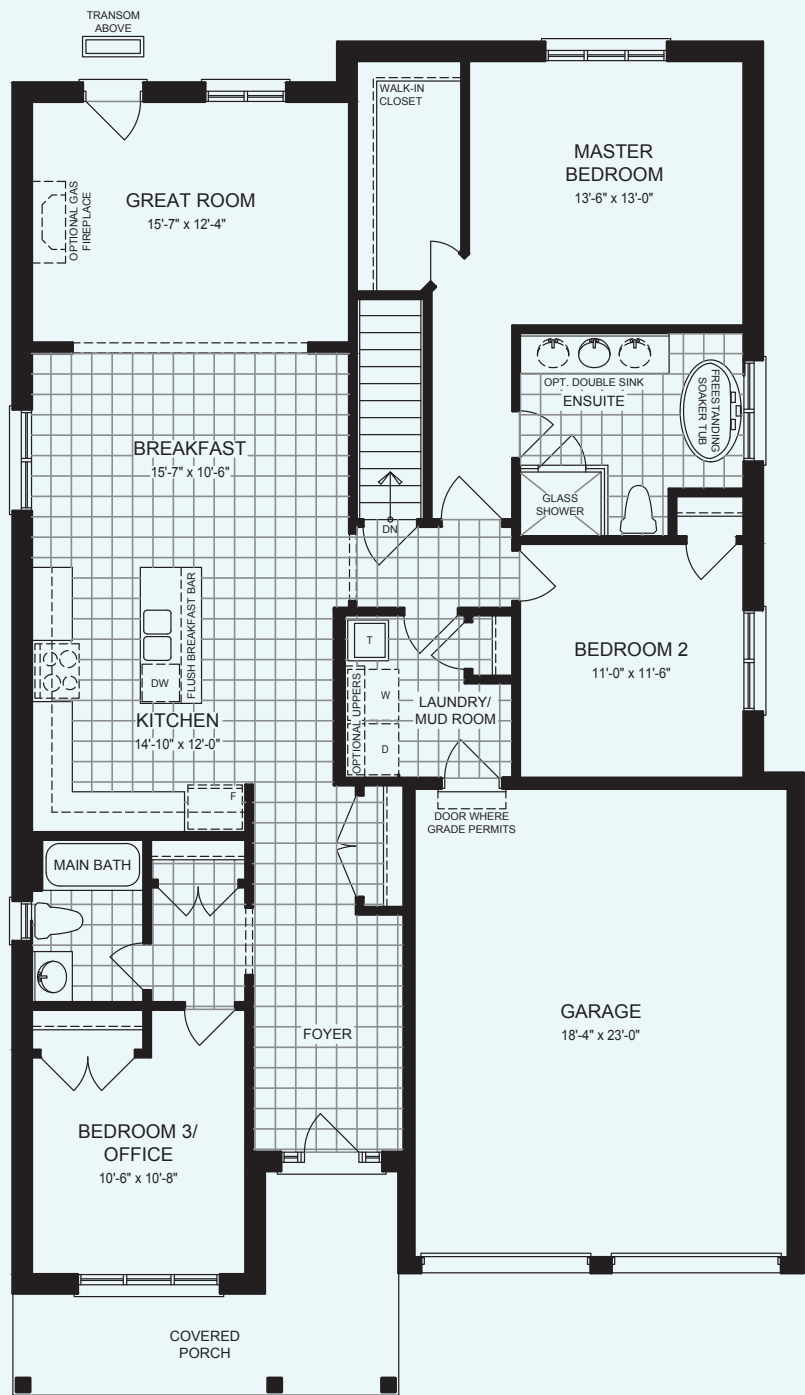 TRANSOM
ABOVE
WALK-IN
CLOSET
MASTER
BEDROOM
13'-6" x 13'-0"
GREAT ROOM
15'-7" x 12'-4"
OPTIONAL GAS
FIREPLACE
OPT. DOUBLE SINK
ENSUITE
FREESTANDING
SOAKER TUB
BREAKFAST
15'-7" x 10'-6"
GLASS
SHOWER
DN
FLUSH BREAKFAST BAR
DW
KITCHEN
14'-10" x 12'-0"
F
T
W
D
OPTIONAL UPPERS
LAUNDRY/
MUD ROOM
BEDROOM 2
11'-0" x 11'-6"
DOOR WHERE
GRADE PERMITS
MAIN BATH
FOYER
GARAGE
18'-4" x 23'-0"
BEDROOM 3/
OFFICE
10'-6" x 10'-8"
COVERED
PORCH